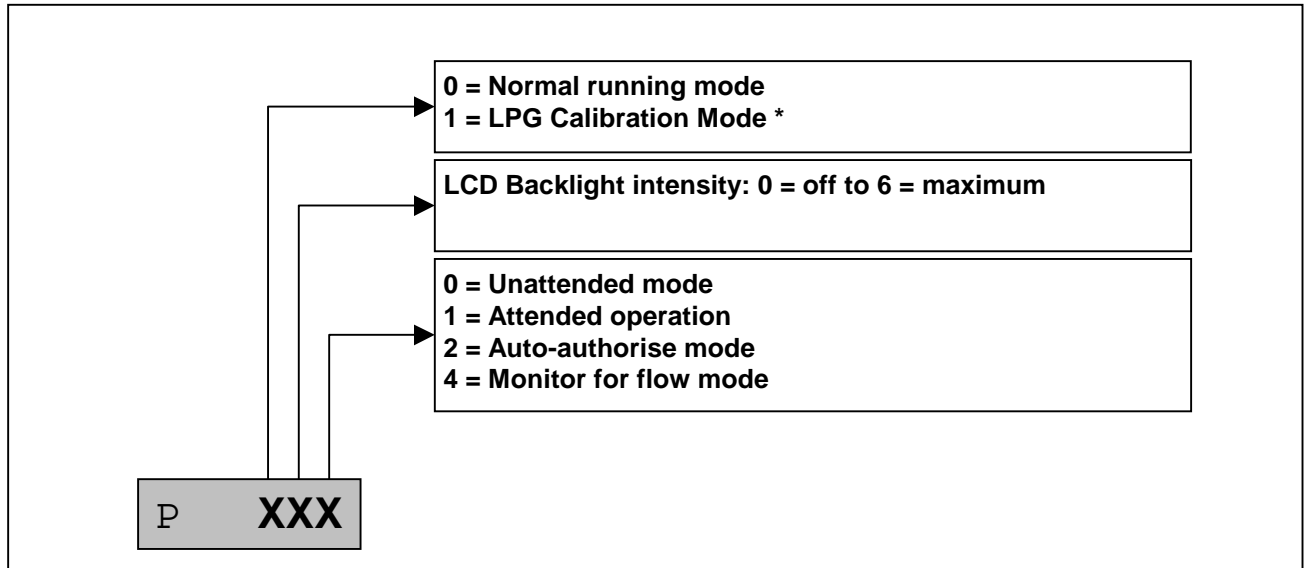 0 = Normal running mode
1 = LPG Calibration Mode *
LCD Backlight intensity: 0 = off to 6 = maximum
0 = Unattended mode
1 = Attended operation
2 = Auto-authorise mode
4 = Monitor for flow mode
P XXX